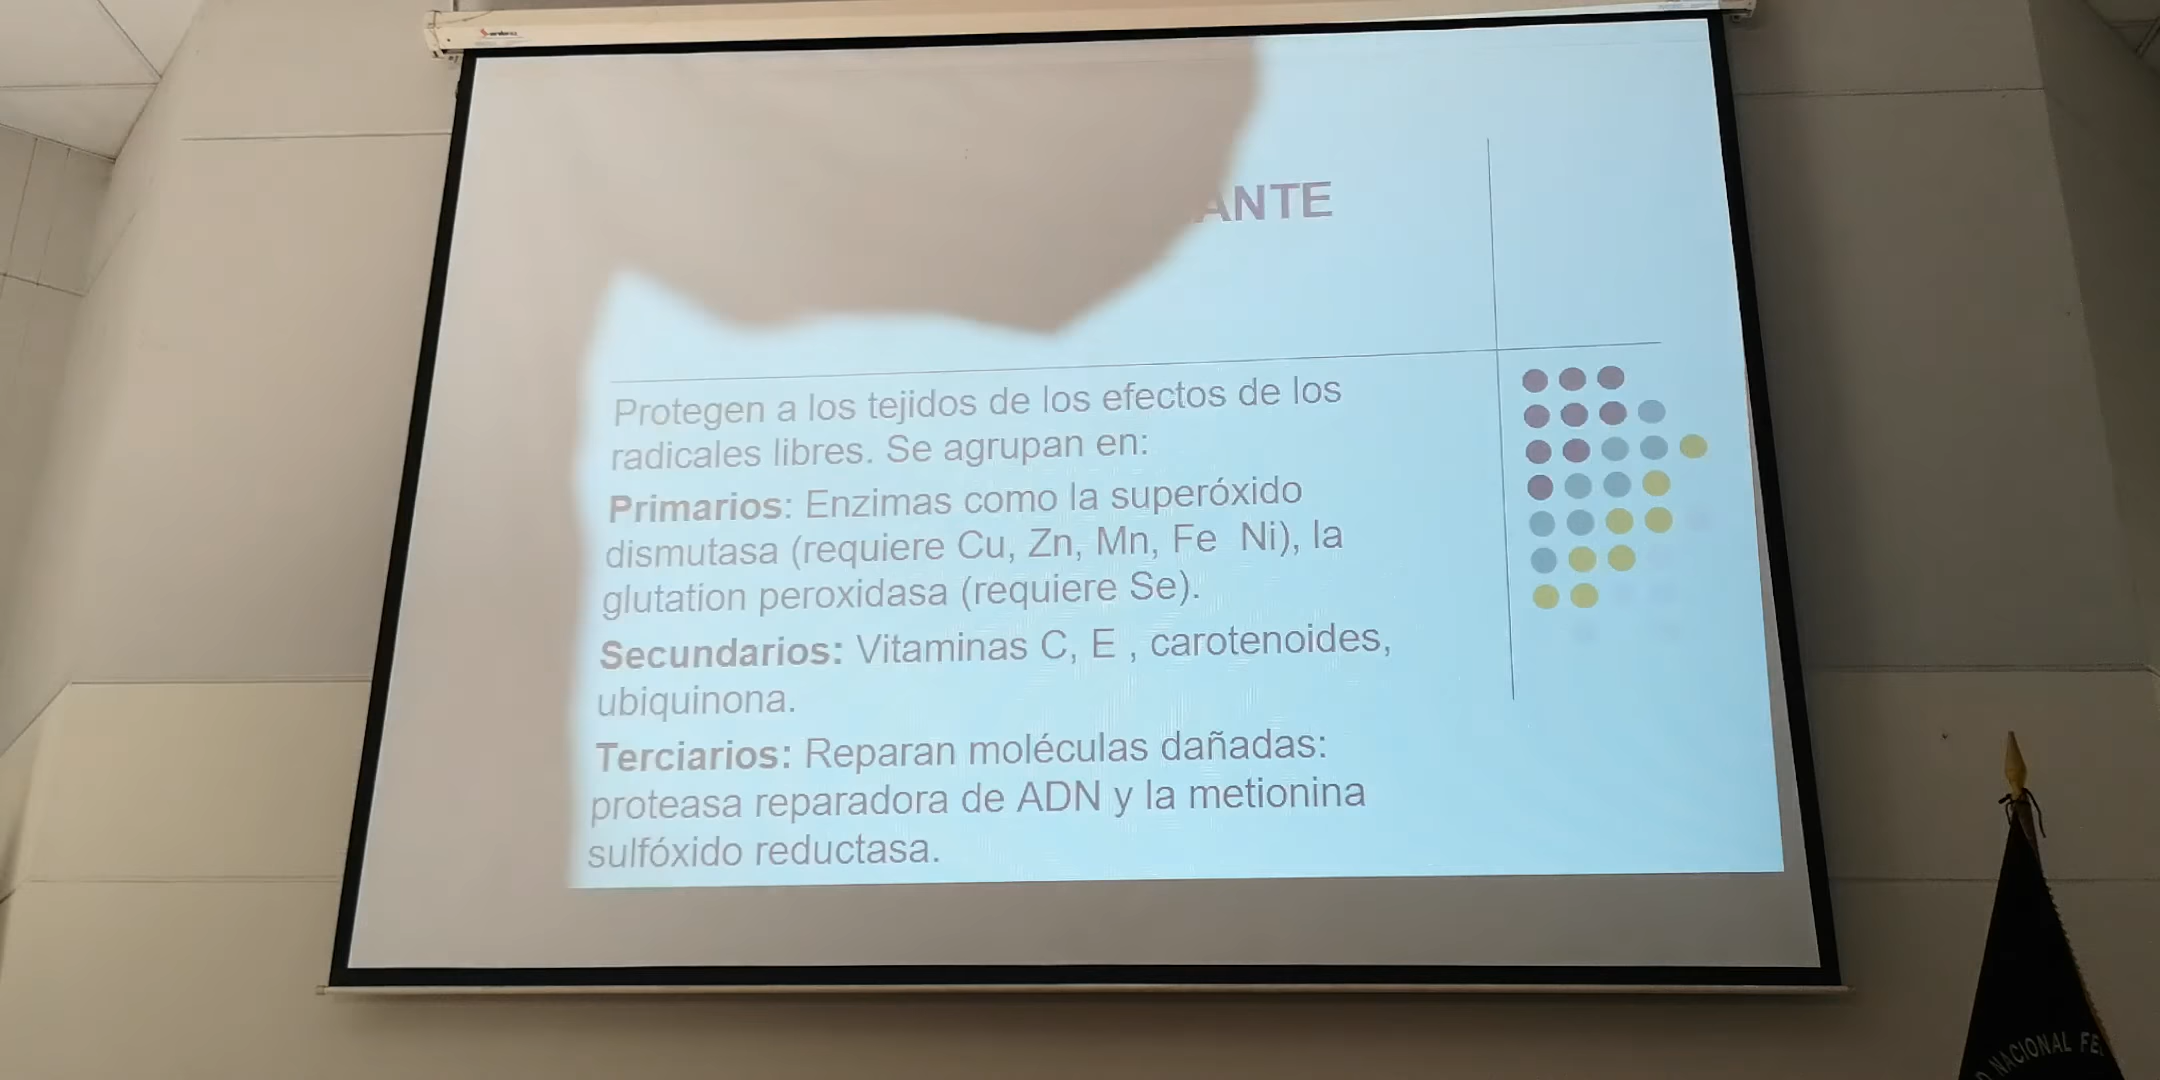 ANTE
Protegen a los tejidos de los efectos de los
radicales libres. Se agrupan en:
Primarios: Enzimas como la superóxido
dismutasa (requiere Cu, Zn, Mn, Fe Ni), la
glutation peroxidasa (requiere Se).
Secundarios: Vitaminas C, E , carotenoides,
ubiquinona.
Terciarios: Reparan moléculas dañadas:
proteasa reparadora de ADN y la metionina
sulfóxido reductasa.
NACIONAL FE